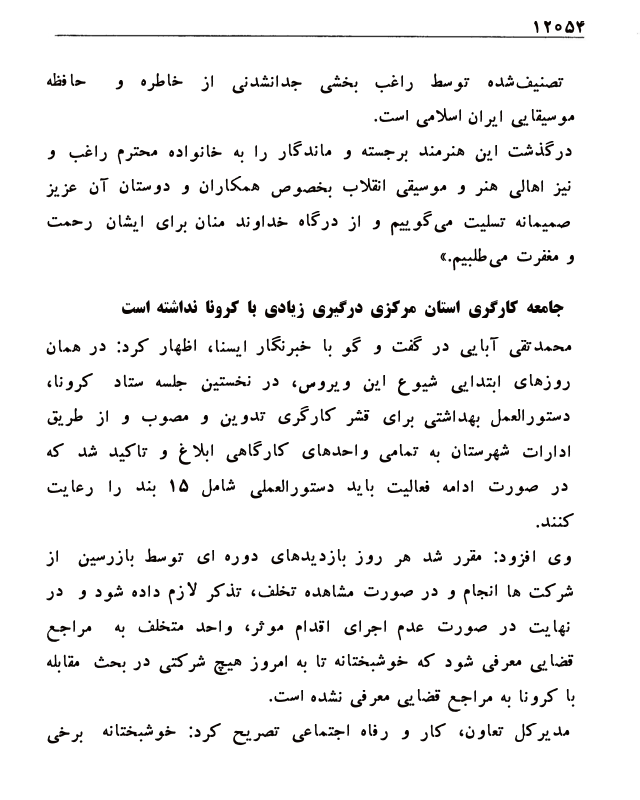 ۱۲۰۵۴
تصنیف‌شده توسط راغب بخشی جدانشدنی از خاطره و حافظه
موسیقایی ایران اسلامی است.
درگذشت این هنرمند برجسته و ماندگار را به خانواده محترم راغب و
نیز اهالی هنر و موسیقی انقلاب بخصوص همکاران و دوستان آن عزیز
صمیمانه تسلیت می‌گوییم و از درگاه خداوند منان برای ایشان رحمت
و مغفرت می‌طلبیم.»
جامعه کارگری استان مرکزی درگیری زیادی با کرونا نداشته است
محمدتقی آبایی در گفت و گو با خبرنگار ایسنا، اظهار کرد: در همان
روزهای ابتدایی شیوع این ویروس، در نخستین جلسه ستاد کرونا،
دستورالعمل بهداشتی برای قشر کارگری تدوین و مصوب و از طریق
ادارات شهرستان به تمامی واحدهای کارگاهی ابلاغ و تاکید شد که
در صورت ادامه فعالیت باید دستورالعملی شامل ۱۵ بند را رعایت
کنند.
وی افزود: مقرر شد هر روز بازدیدهای دوره ای توسط بازرسین از
شرکت ها انجام و در صورت مشاهده تخلف، تذکر لازم داده شود و در
نهایت در صورت عدم اجرای اقدام موثر، واحد متخلف به مراجع
قضایی معرفی شود که خوشبختانه تا به امروز هیچ شرکتی در بحث مقابله
با کرونا به مراجع قضایی معرفی نشده است.
مدیرکل تعاون، کار و رفاه اجتماعی تصریح کرد: خوشبختانه برخی